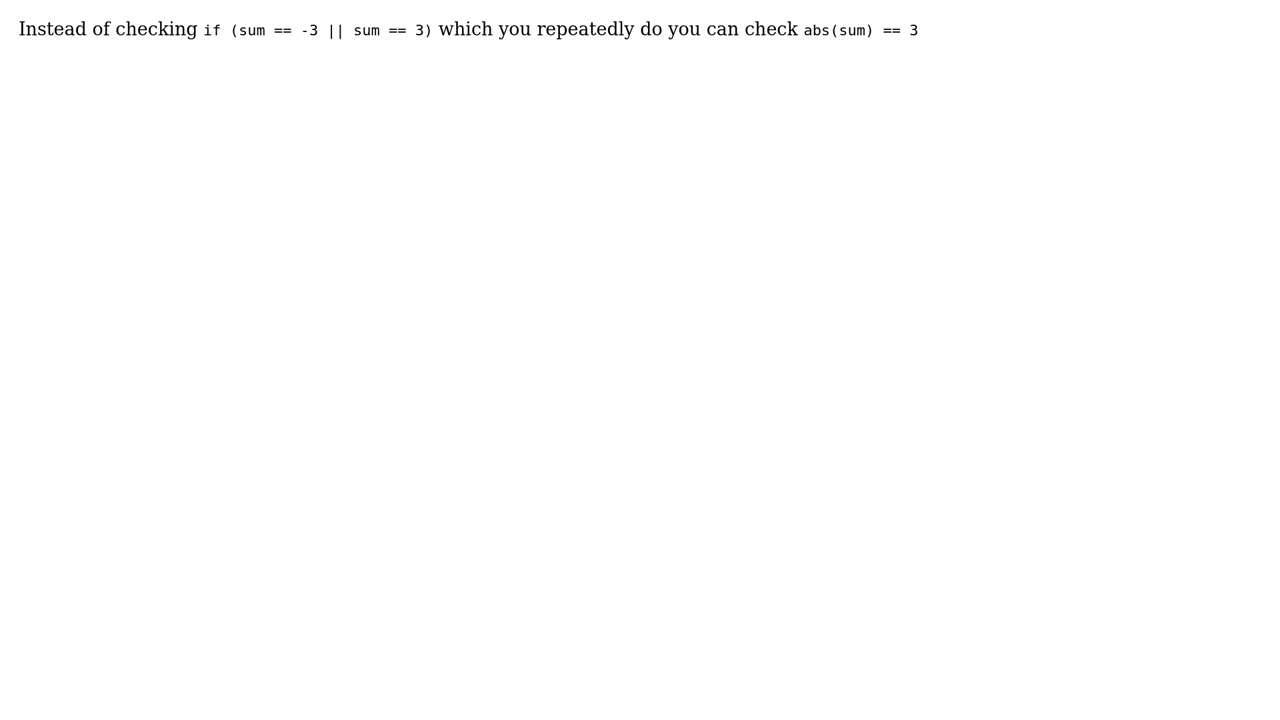 Instead of checking if (sum == -3 || sum == 3) which you repeatedly do you can check abs(sum) == 3